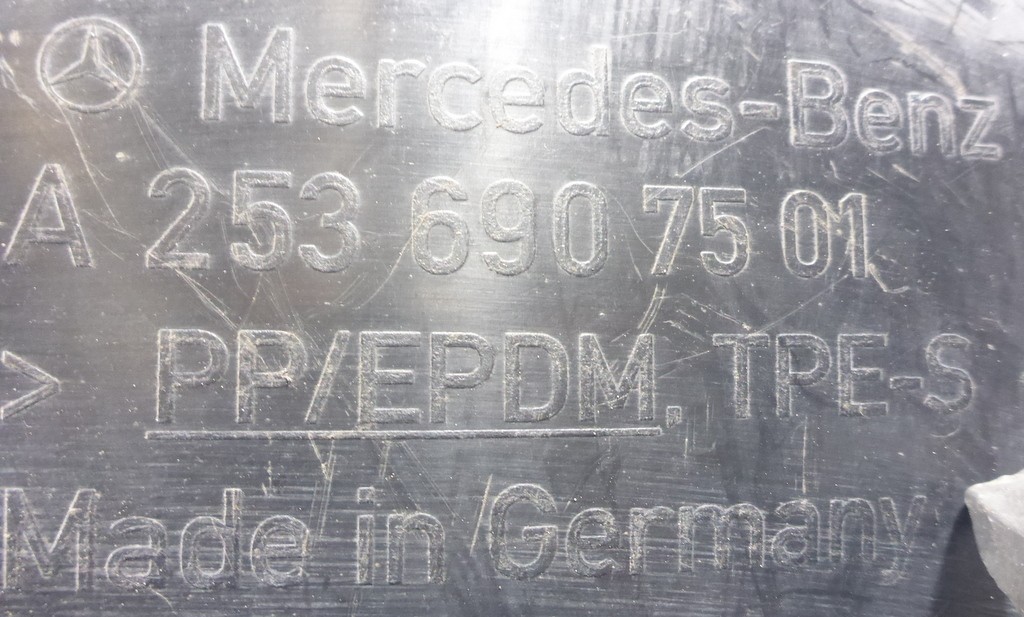 Mercedes-Benz
A 253 690 75 01
> PP/EPDM, TPE-S
Made in Germany